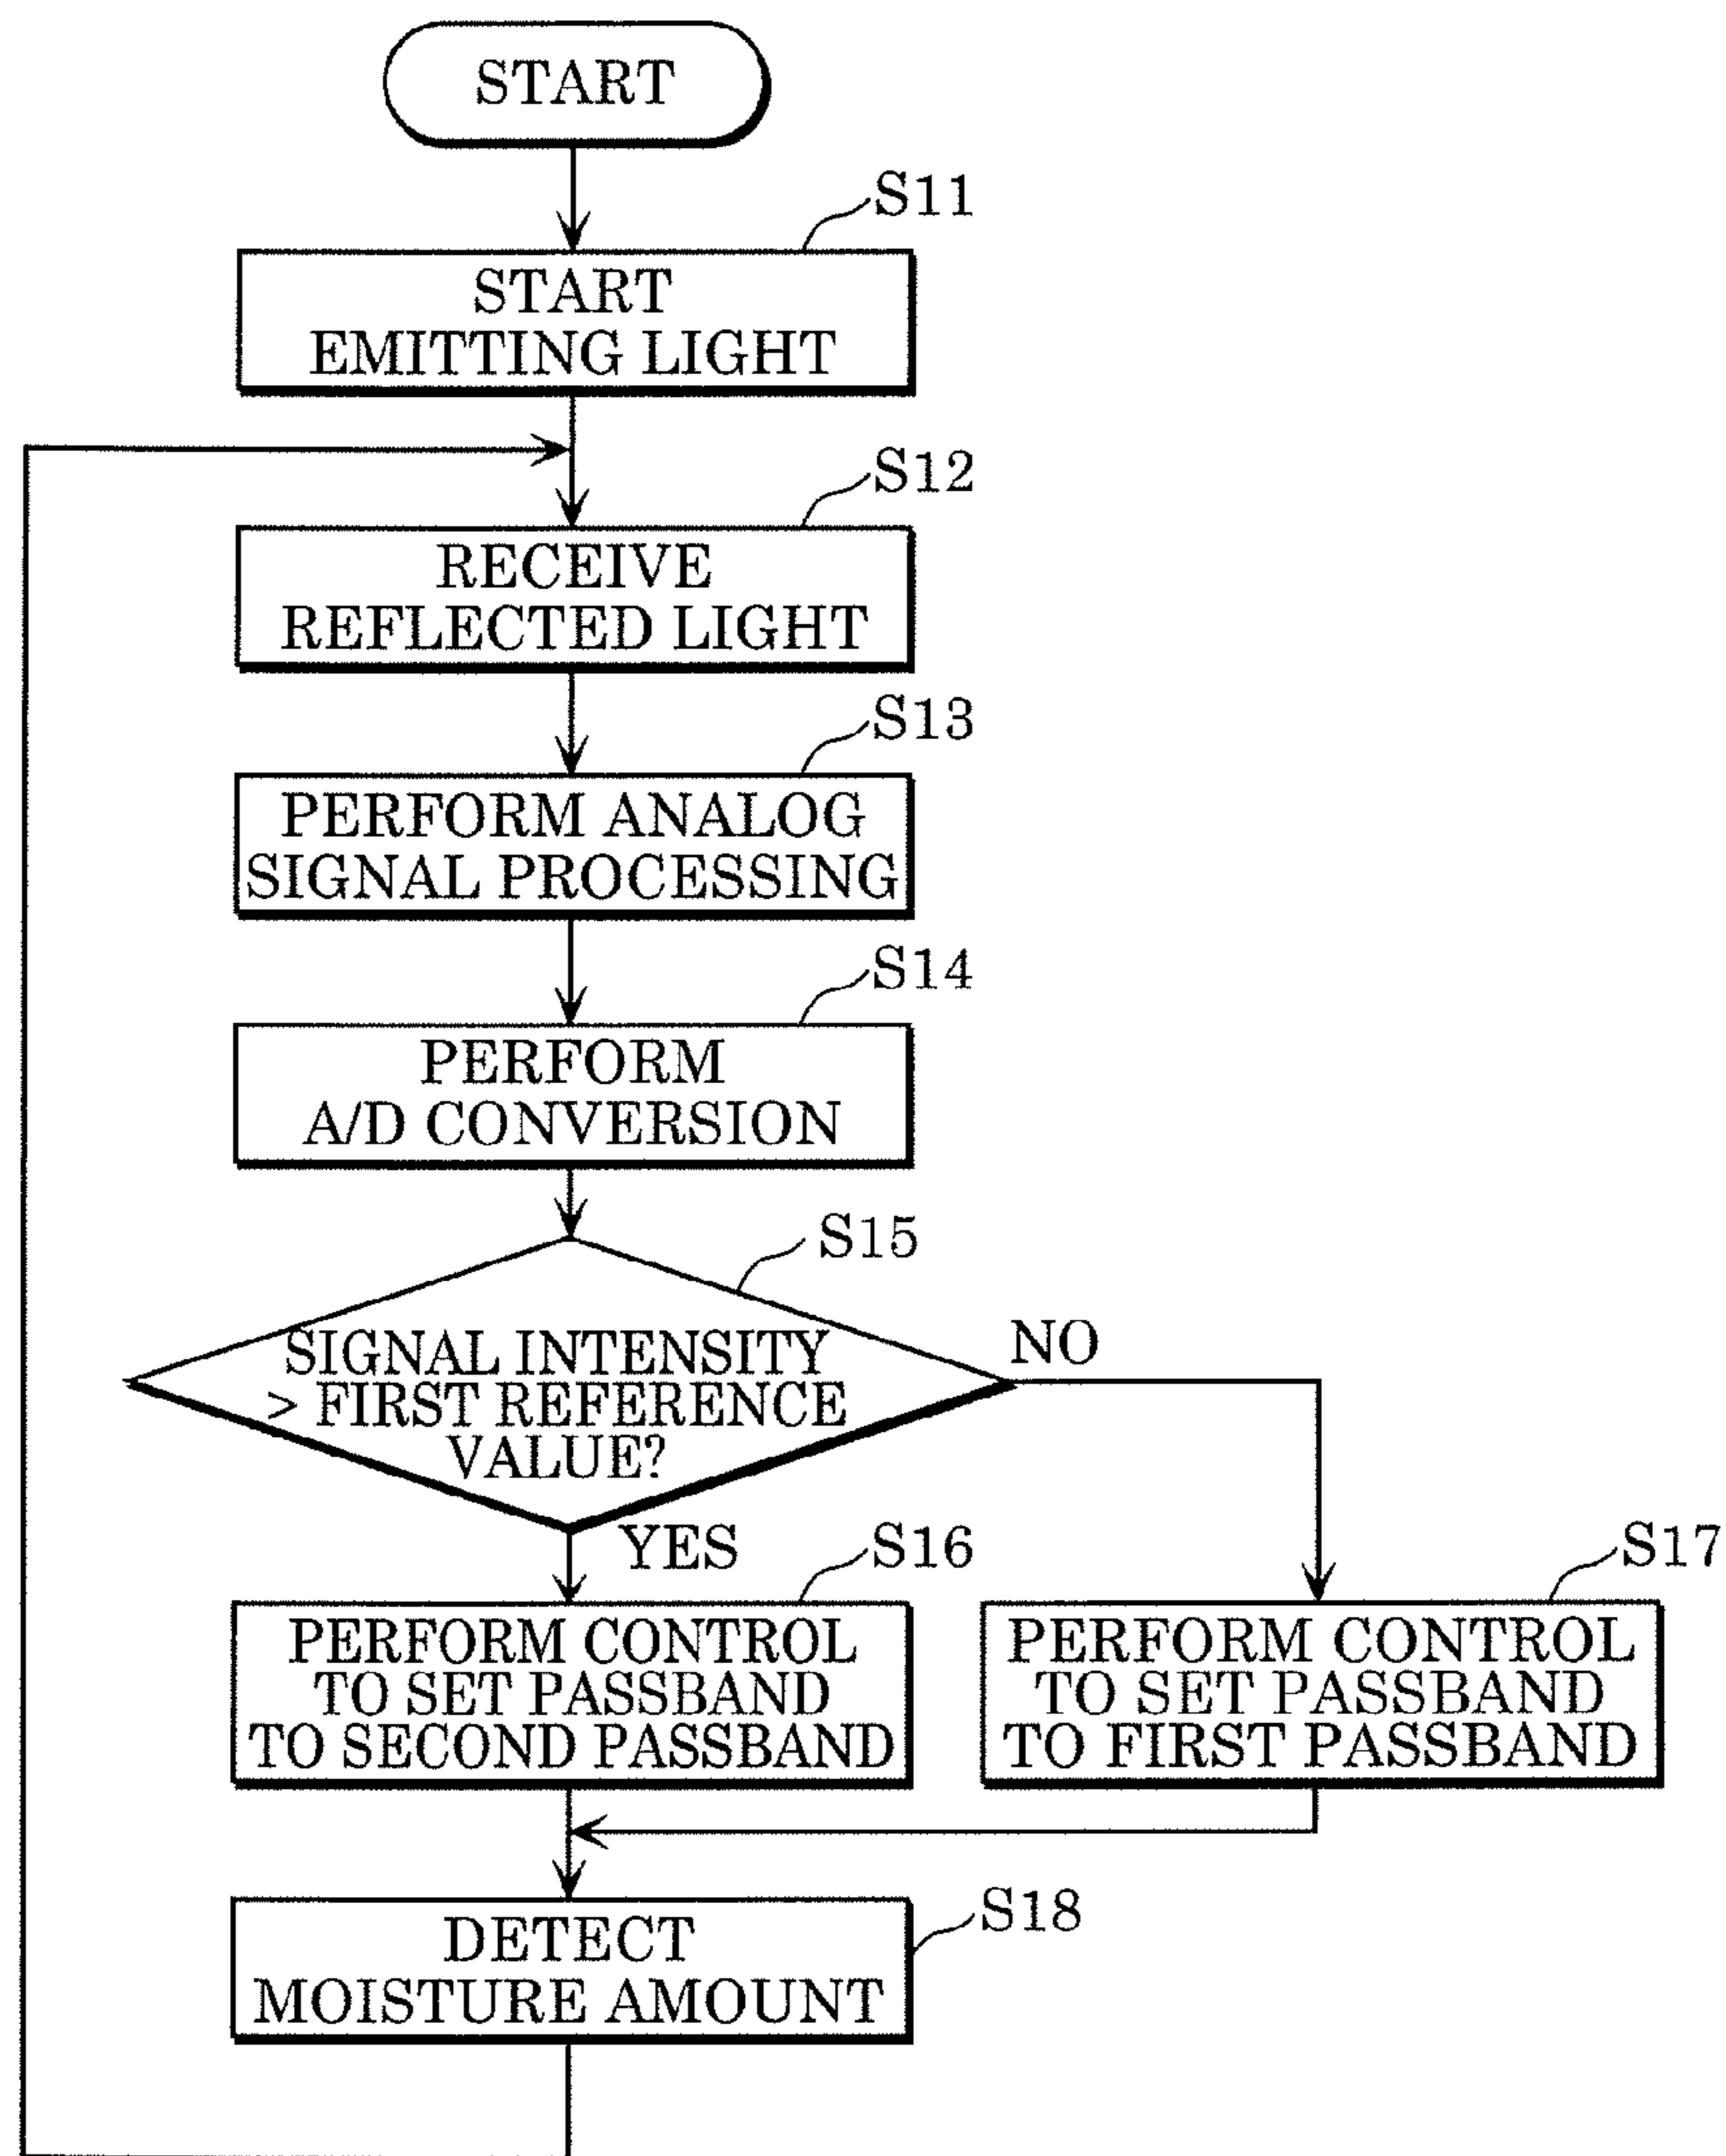 START
S11
START
EMITTING LIGHT
S12
RECEIVE
REFLECTED LIGHT
S13
PERFORM ANALOG
SIGNAL PROCESSING
S14
PERFORM
A/D CONVERSION
S15
SIGNAL INTENSITY
> FIRST REFERENCE
VALUE?
NO
YES
S16
PERFORM CONTROL
TO SET PASSBAND
TO SECOND PASSBAND
S17
PERFORM CONTROL
TO SET PASSBAND
TO FIRST PASSBAND
S18
DETECT
MOISTURE AMOUNT